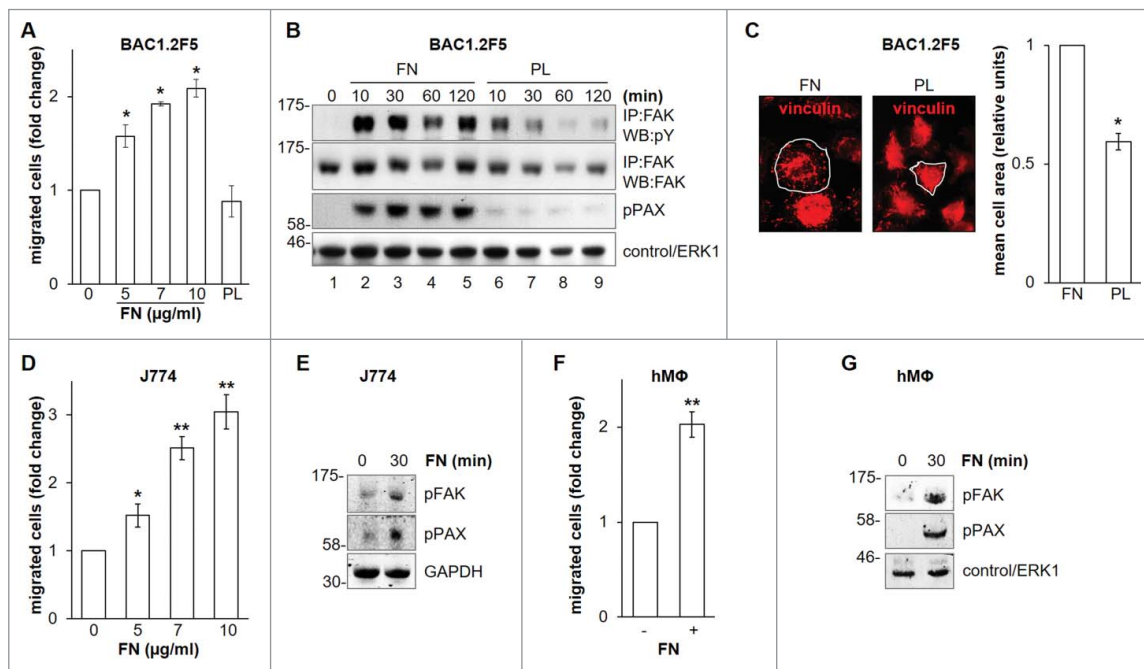 A
BAC1.2F5
migrated cells (fold change)
2
1
0
*
*
*
0 5 7 10 PL
FN (µg/ml)
B
BAC1.2F5
FN PL
0 10 30 60 120 10 30 60 120 (min)
175-
IP:FAK
WB:pY
175
IP:FAK
WB:FAK
pPAX
58-
46-
control/ERK1
1 2 3 4 5 6 7 8 9
C
BAC1.2F5
FN PL
vinculin vinculin
mean cell area (relative units)
1
0.5
0
*
FN PL
D
J774
migrated cells (fold change)
3
2
1
0
*
**
**
0 5 7 10
FN (µg/ml)
E
J774
0 30 FN (min)
175-
pFAK
pPAX
58-
GAPDH
30-
F
hMΦ
migrated cells (fold change)
2
1
0
**
- +
FN
G
hMΦ
0 30 FN (min)
175-
pFAK
58-
pPAX
46-
control/ERK1